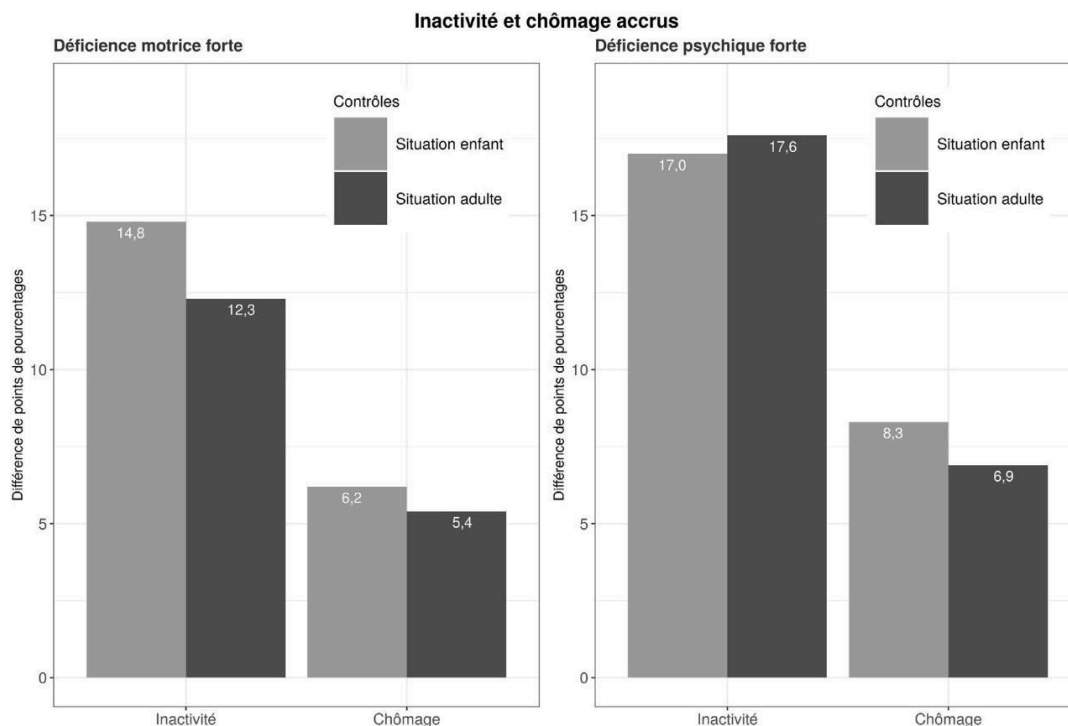 Inactivité et chômage accrus
Déficience motrice forte
Différence de points de pourcentages
15
10
5
0
Contrôles
Situation enfant
Situation adulte
14,8
12,3
6,2
5,4
Inactivité
Chômage
Déficience psychique forte
Différence de points de pourcentages
15
10
5
0
Contrôles
Situation enfant
Situation adulte
17,0
17,6
8,3
6,9
Inactivité
Chômage